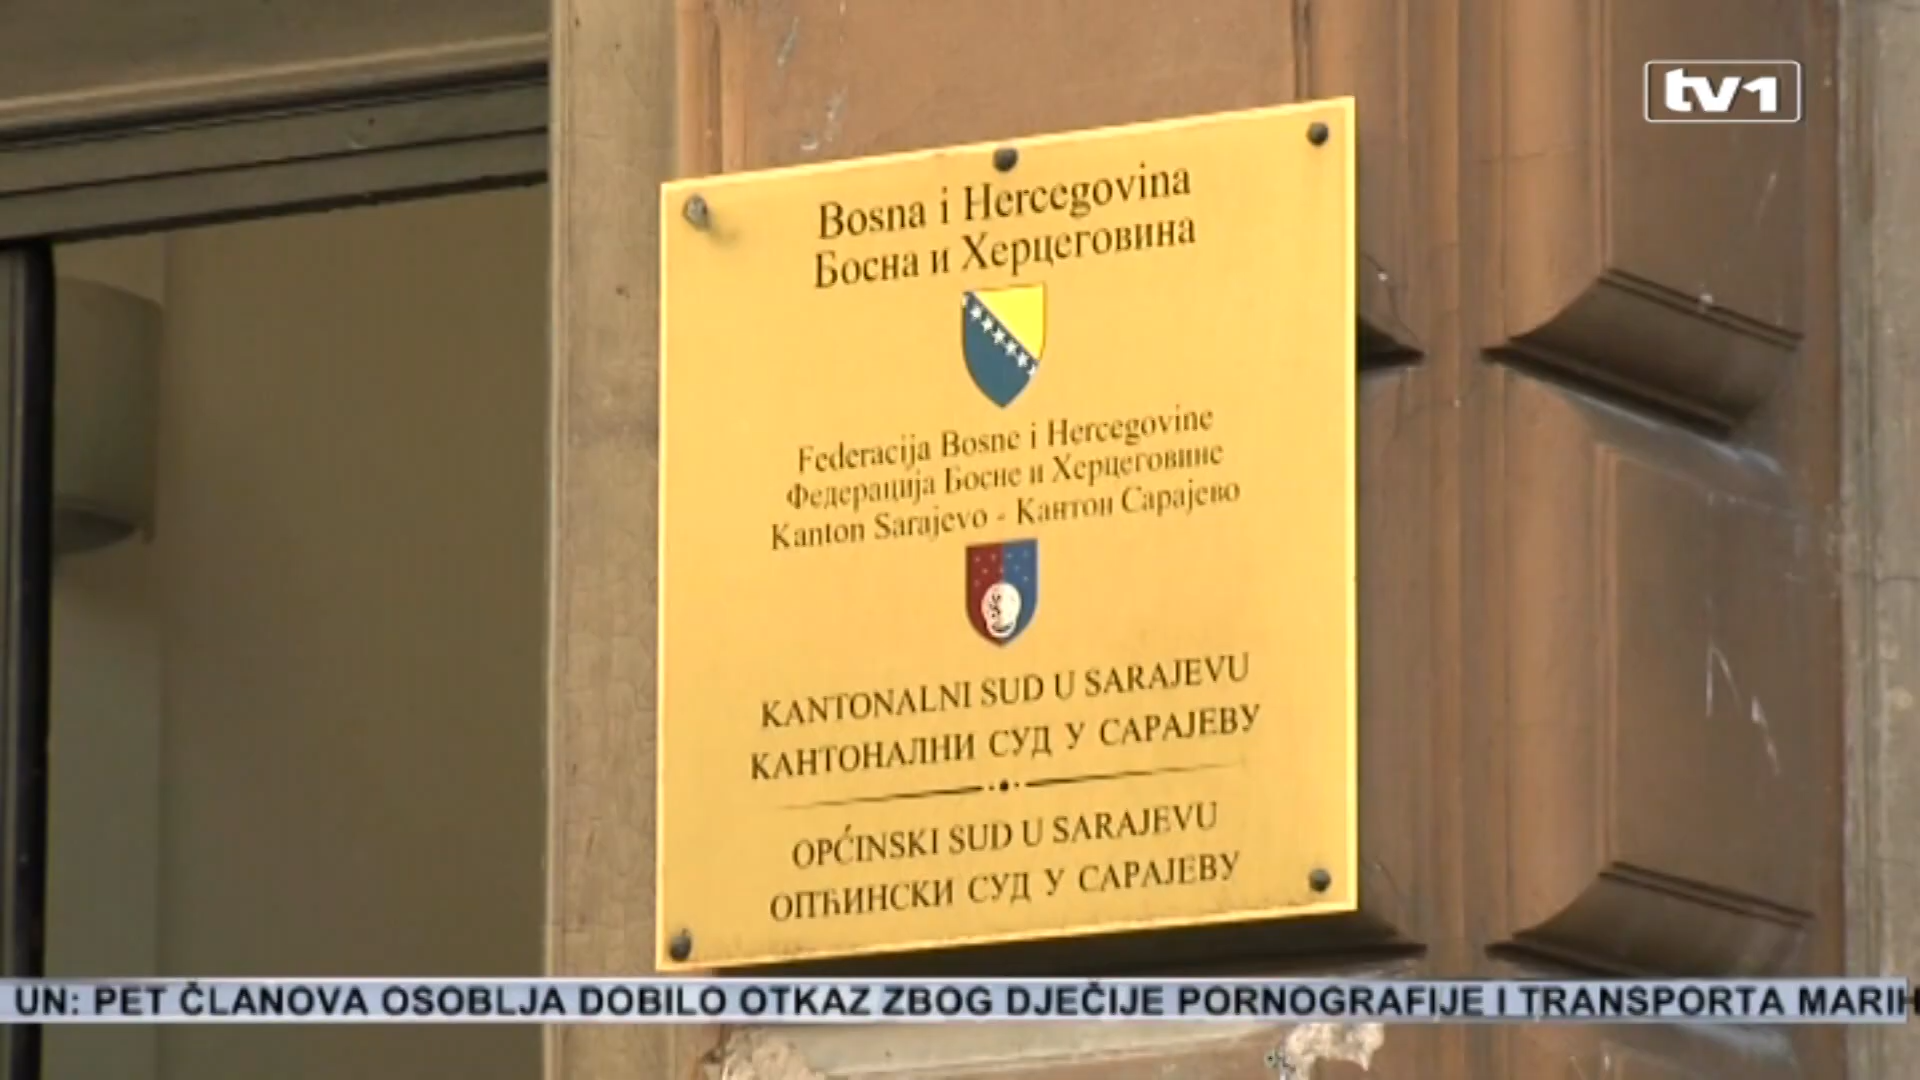 tv1
Bosna i Hercegovina
Босна и Херцеговина
Federacija Bosne i Hercegovine
Федерација Босне и Херцеговине
Kanton Sarajevo - Кантон Сарајево
KANTONALNI SUD U SARAJEVU
КАНТОНАЛНИ СУД У САРАЈЕВУ
OPĆINSKI SUD U SARAJEVU
ОПЋИНСКИ СУД У САРАЈЕВУ
UN: PET ČLANOVA OSOBLJA DOBILO OTKAZ ZBOG DJEČIJE PORNOGRAFIJE I TRANSPORTA MARIH